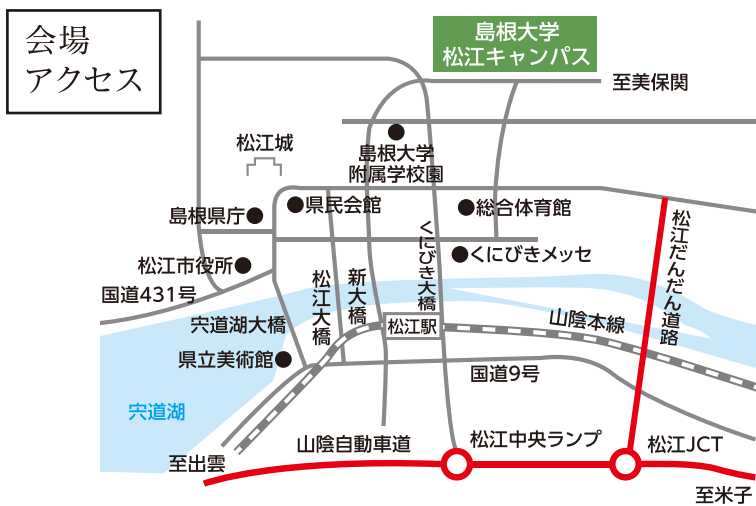 会場
アクセス
島根大学
松江キャンパス
至美保関
松江城
島根大学
附属学校園
県民会館
総合体育館
島根県庁
くにびきメッセ
松江市役所
国道431号
くにびき大橋
松江だんだん道路
新大橋
松江大橋
宍道湖大橋
松江駅
山陰本線
県立美術館
国道9号
宍道湖
山陰自動車道
松江中央ランプ
松江JCT
至出雲
至米子